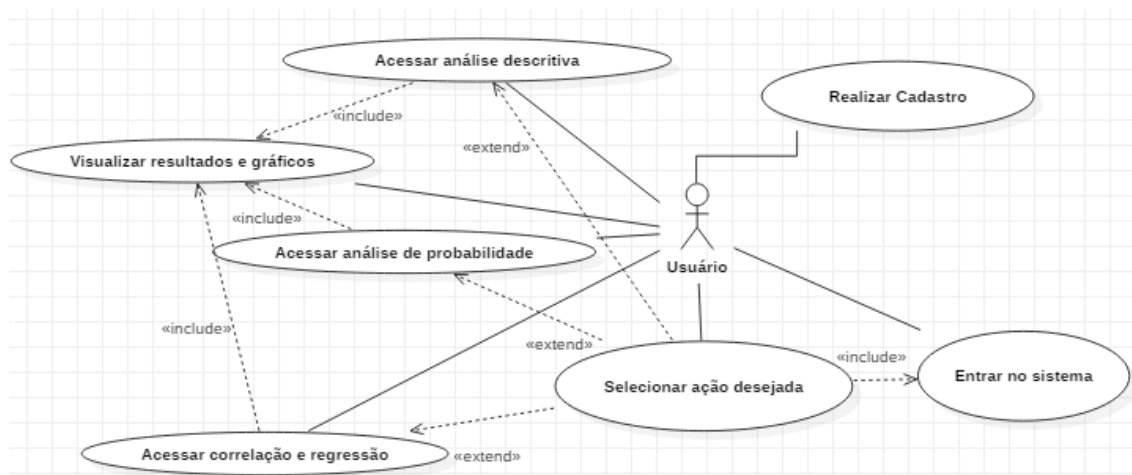 Acessar análise descritiva
Realizar Cadastro
«include»
«extend»
Visualizar resultados e gráficos
«include»
Acessar análise de probabilidade
Usuário
«include»
«extend»
«include»
Selecionar ação desejada
Entrar no sistema
Acessar correlação e regressão
«extend»